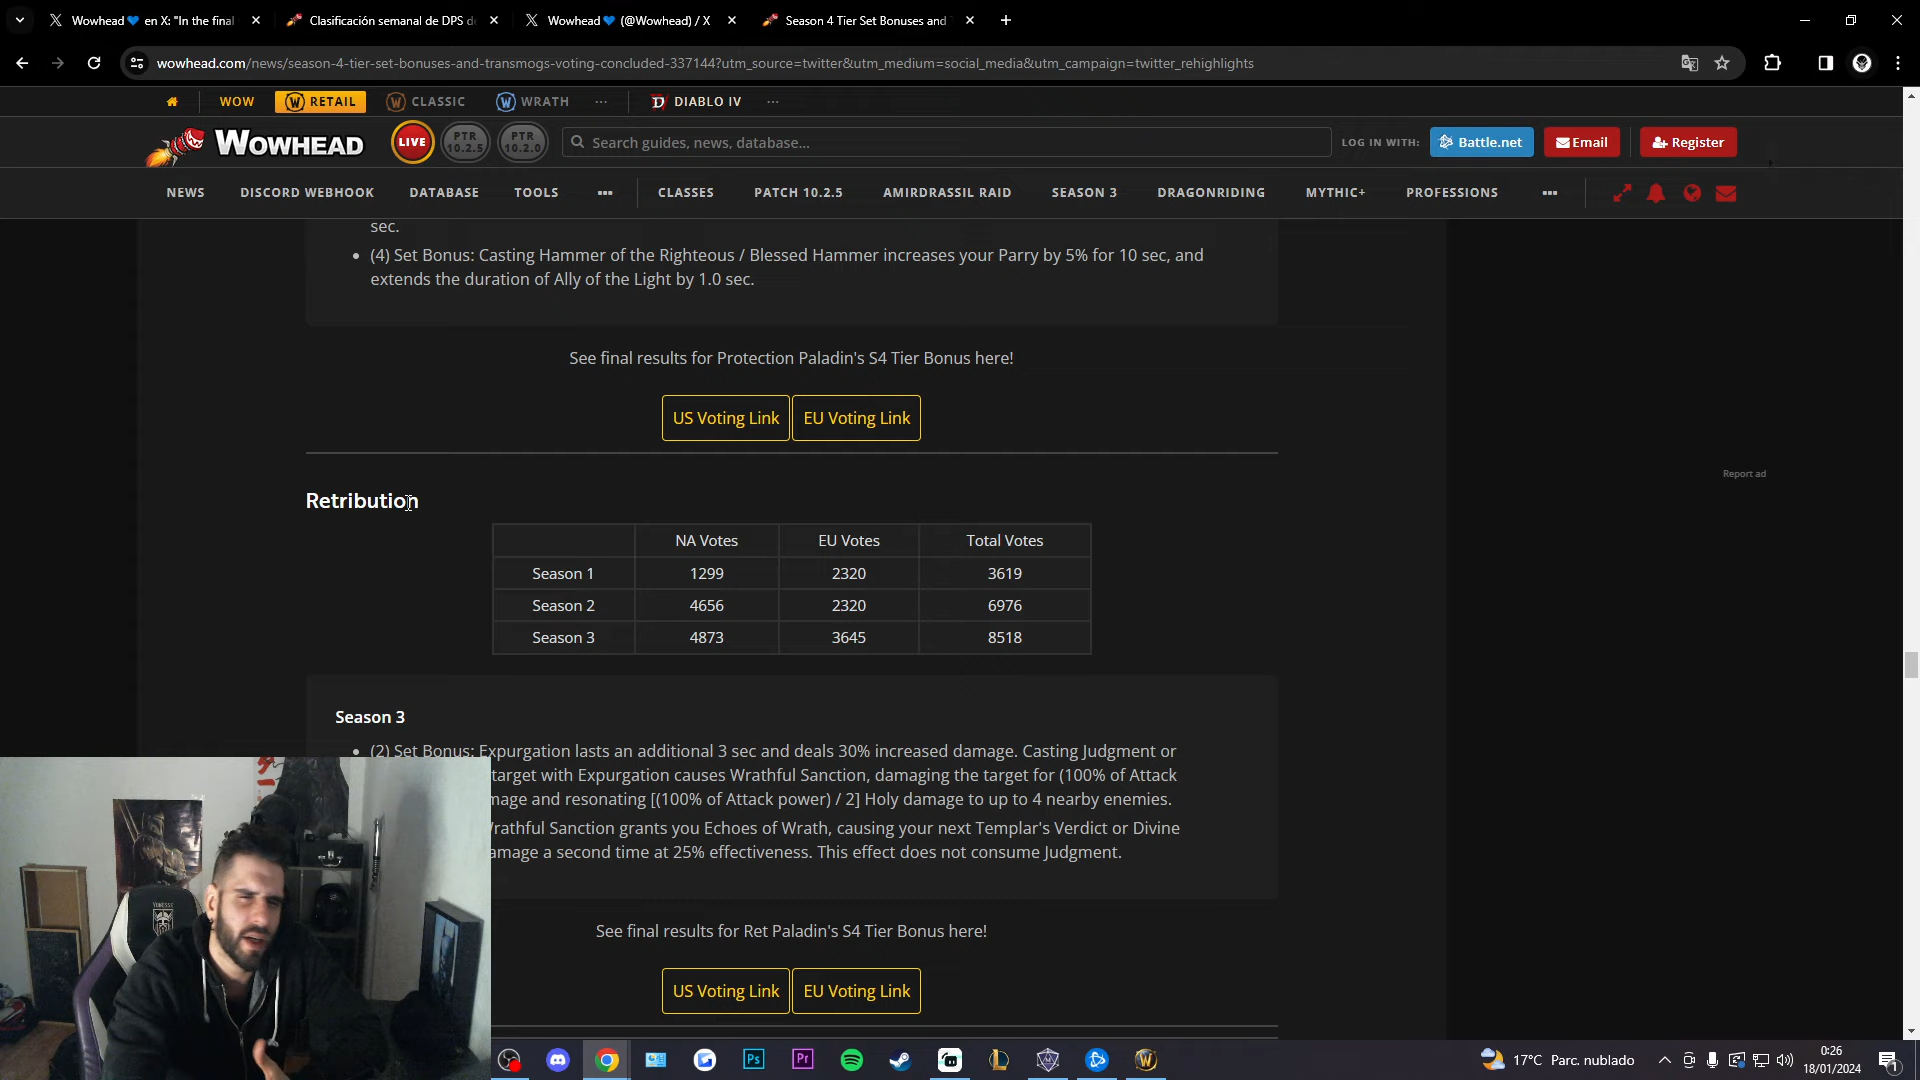 Wowhead💙 en X: "In the final
Clasificación semanal de DPS de
Wowhead💙 (@Wowhead) / X
Season 4 Tier Set Bonuses and
wowhead.com/news/season-4-tier-set-bonuses-and-transmogs-voting-concluded-337144?utm_source=twitter&utm_medium=social_media&utm_campaign=twitter_rehighlights
WOW RETAIL CLASSIC WRATH ... DIABLO IV ...
WOWHEAD LIVE PTR 10.2.5 PTR 10.2.0 Search guides, news, database... LOG IN WITH: Battle.net Email Register
NEWS DISCORD WEBHOOK DATABASE TOOLS ... CLASSES PATCH 10.2.5 AMIRDRASSIL RAID SEASON 3 DRAGONRIDING MYTHIC+ PROFESSIONS ...
sec.
• (4) Set Bonus: Casting Hammer of the Righteous / Blessed Hammer increases your Parry by 5% for 10 sec, and
extends the duration of Ally of the Light by 1.0 sec.
See final results for Protection Paladin's S4 Tier Bonus here!
US Voting Link EU Voting Link
Report ad
Retribution
NA Votes EU Votes Total Votes
Season 1 1299 2320 3619
Season 2 4656 2320 6976
Season 3 4873 3645 8518
Season 3
• (2) Set Bonus: Expurgation lasts an additional 3 sec and deals 30% increased damage. Casting Judgment or
target with Expurgation causes Wrathful Sanction, damaging the target for (100% of Attack
mage and resonating [(100% of Attack power) / 2] Holy damage to up to 4 nearby enemies.
Wrathful Sanction grants you Echoes of Wrath, causing your next Templar's Verdict or Divine
amage a second time at 25% effectiveness. This effect does not consume Judgment.
See final results for Ret Paladin's S4 Tier Bonus here!
US Voting Link EU Voting Link
17°C Parc. nublado
0:26
18/01/2024